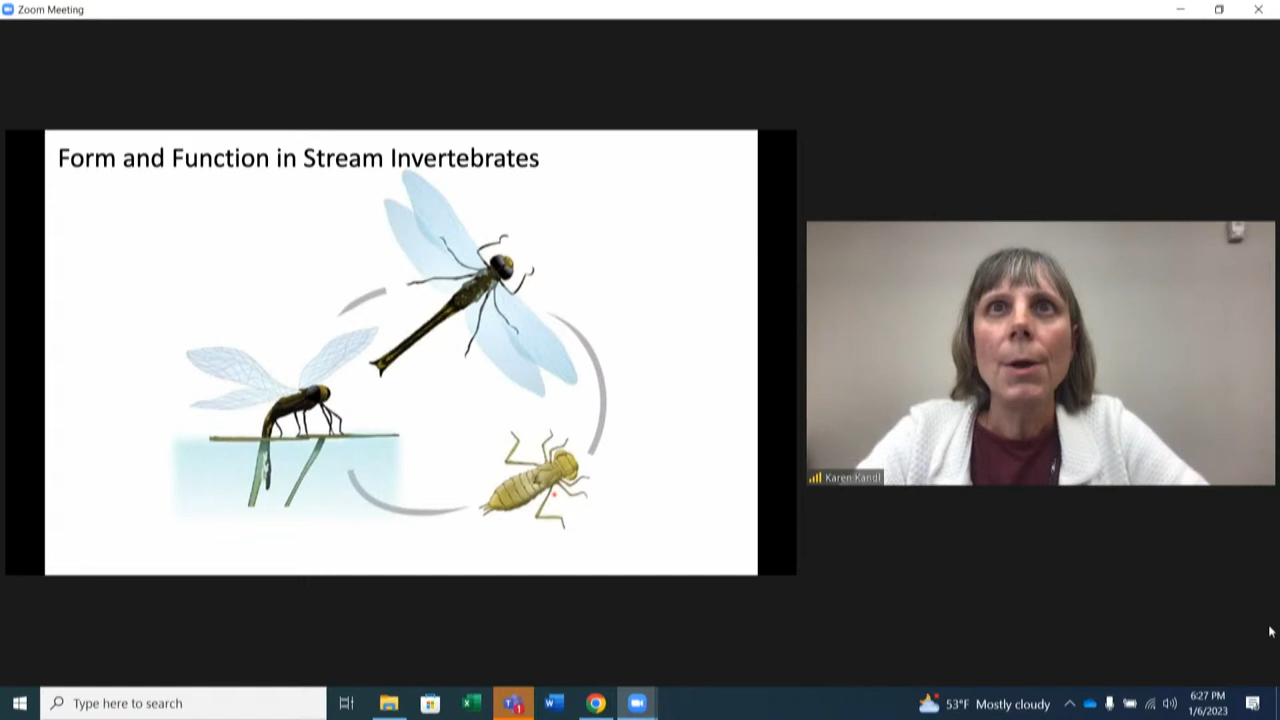 Zoom Meeting
Form and Function in Stream Invertebrates
Karen Kandl
Type here to search
1
53°F Mostly cloudy
6:27 PM
1/6/2023